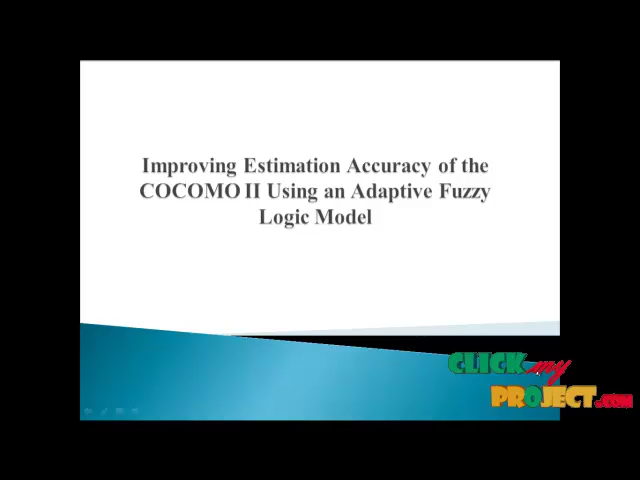 Improving Estimation Accuracy of the
COCOMO II Using an Adaptive Fuzzy
Logic Model
CLICK my
PROJECT.COM